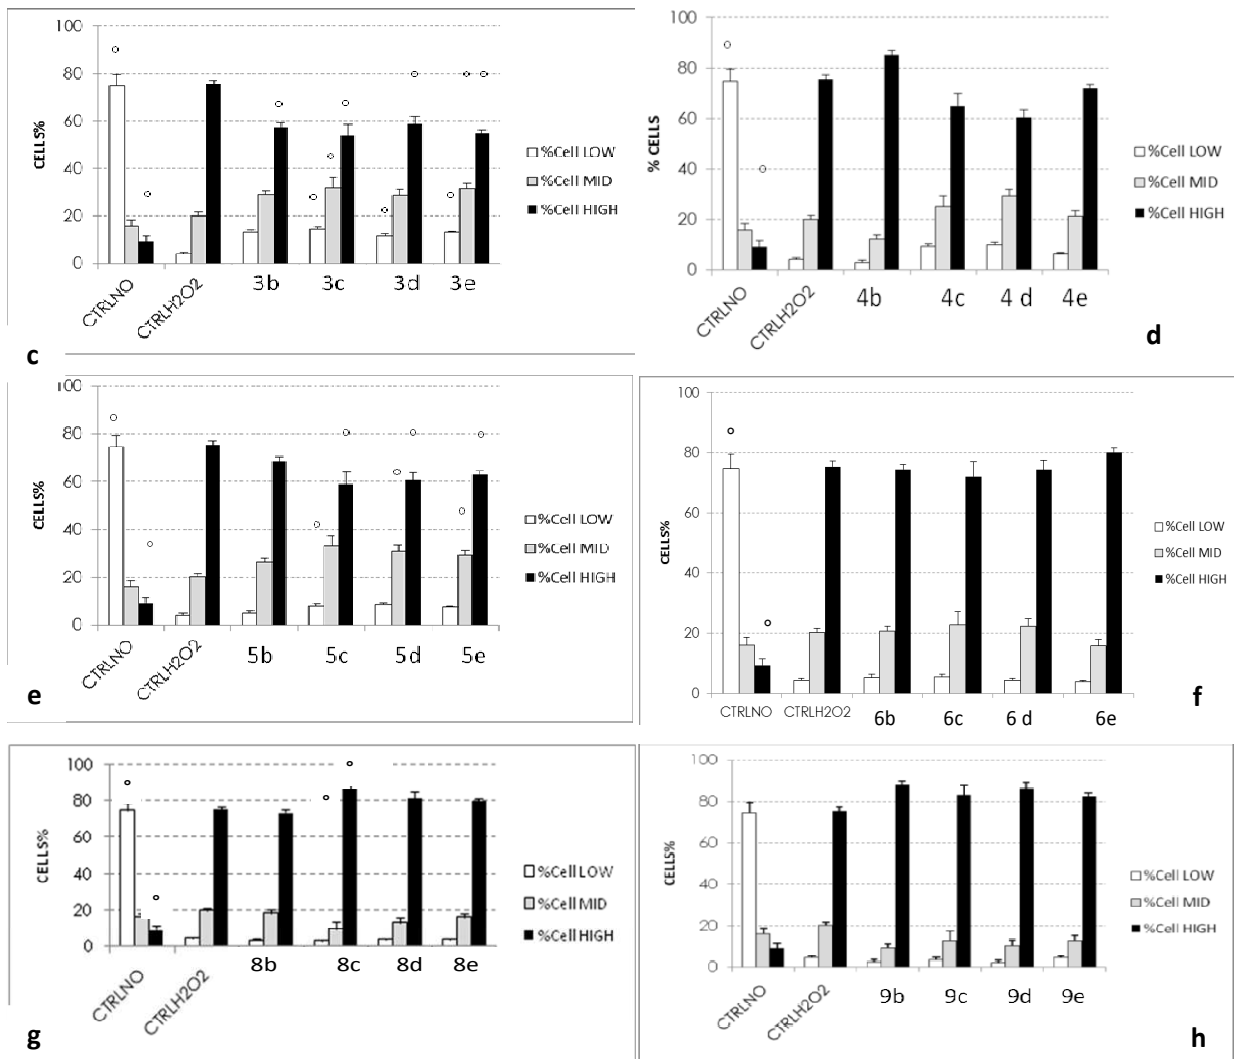 100
80
60
40
20
0
CELLS%
CTRLNO
CTRLH2O2
3b
3c
3d
3e
%Cell LOW
%Cell MID
%Cell HIGH
c
100
80
60
40
20
0
% CELLS
CTRLNO
CTRLH2O2
4b
4c
4 d
4e
%Cell LOW
%Cell MID
%Cell HIGH
d
100
80
60
40
20
0
CELLS%
CTRLNO
CTRLH2O2
5b
5c
5d
5e
%Cell LOW
%Cell MID
%Cell HIGH
e
100
80
60
40
20
0
CELLS%
CTRLNO
CTRLH2O2
6b
6c
6 d
6e
%Cell LOW
%Cell MID
%Cell HIGH
f
100
80
60
40
20
0
CELLS%
CTRLNO
CTRLH2O2
8b
8c
8d
8e
%Cell LOW
%Cell MID
%Cell HIGH
g
100
80
60
40
20
0
CELLS%
CTRLNO
CTRLH2O2
9b
9c
9d
9e
%Cell LOW
%Cell MID
%Cell HIGH
h